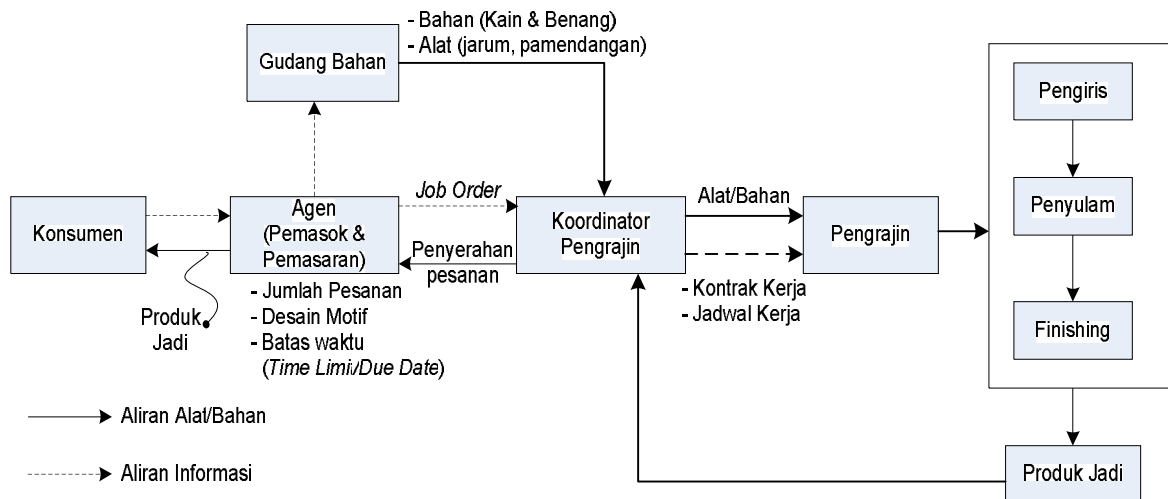 - Bahan (Kain & Benang)
- Alat (jarum, pamendangan)
Gudang Bahan
Pengiris
Job Order
Alat/Bahan
Konsumen
Agen
(Pemasok &
Pemasaran)
Koordinator
Pengrajin
Pengrajin
Penyulam
Penyerahan
pesanan
- Jumlah Pesanan
- Desain Motif
- Batas waktu
(Time Limit/Due Date)
- Kontrak Kerja
- Jadwal Kerja
Produk
Jadi
Finishing
Aliran Alat/Bahan
Aliran Informasi
Produk Jadi